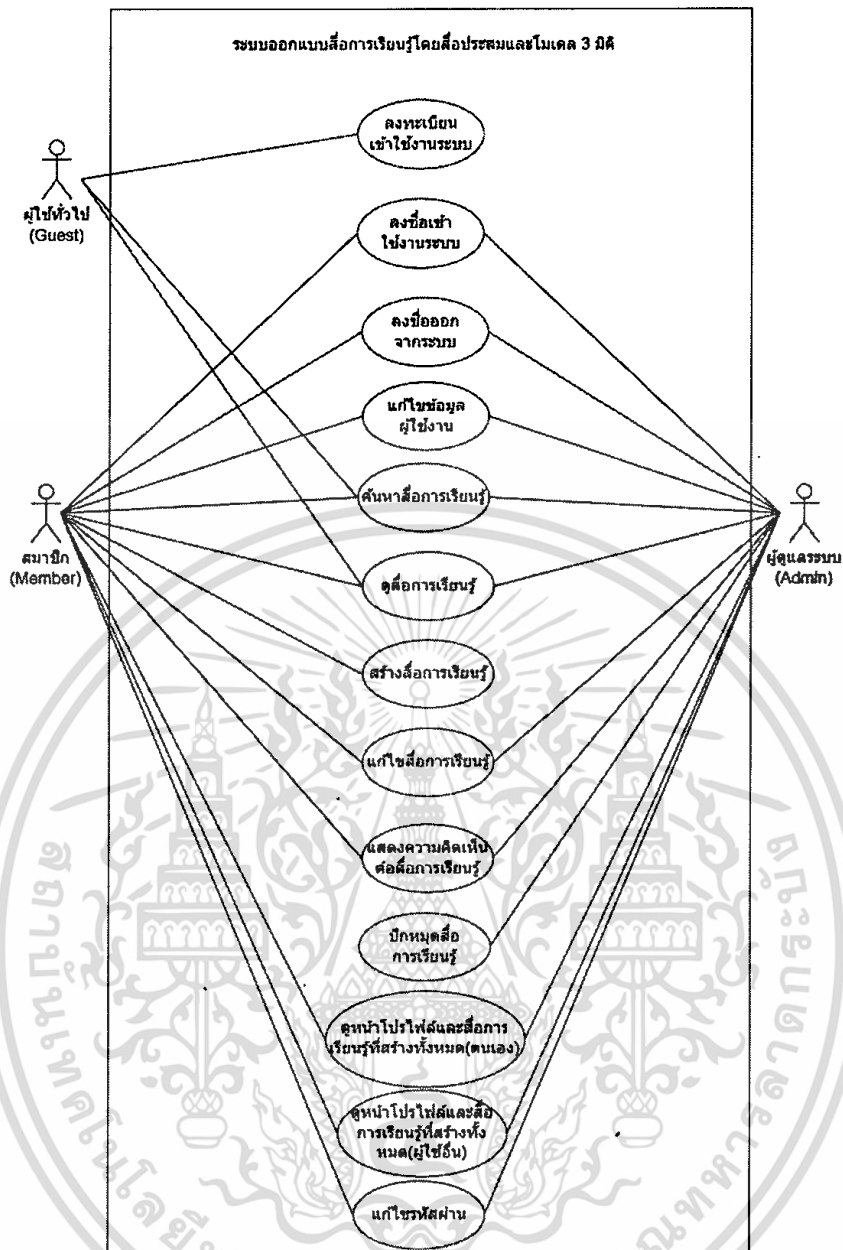 ระบบออกแบบสื่อการเรียนรู้โดยสื่อประสมและโมเดล 3 มิติ
ลงทะเบียน
เข้าใช้งานระบบ
ผู้ใช้ทั่วไป
(Guest)
ลงชื่อเข้า
ใช้งานระบบ
ลงชื่อออก
จากระบบ
แก้ไขข้อมูล
ผู้ใช้งาน
ค้นหาสื่อการเรียนรู้
สมาชิก
(Member)
ผู้ดูแลระบบ
(Admin)
ดูสื่อการเรียนรู้
สร้างสื่อการเรียนรู้
แก้ไขสื่อการเรียนรู้
แสดงความคิดเห็น
ต่อสื่อการเรียนรู้
ปักหมุดสื่อ
การเรียนรู้
ดูหน้าโปรไฟล์และสื่อการ
เรียนรู้ที่สร้างทั้งหมด(ตนเอง)
ดูหน้าโปรไฟล์และสื่อ
การเรียนรู้ที่สร้างทั้ง
หมด(ผู้ใช้อื่น)
แก้ไขรหัสผ่าน